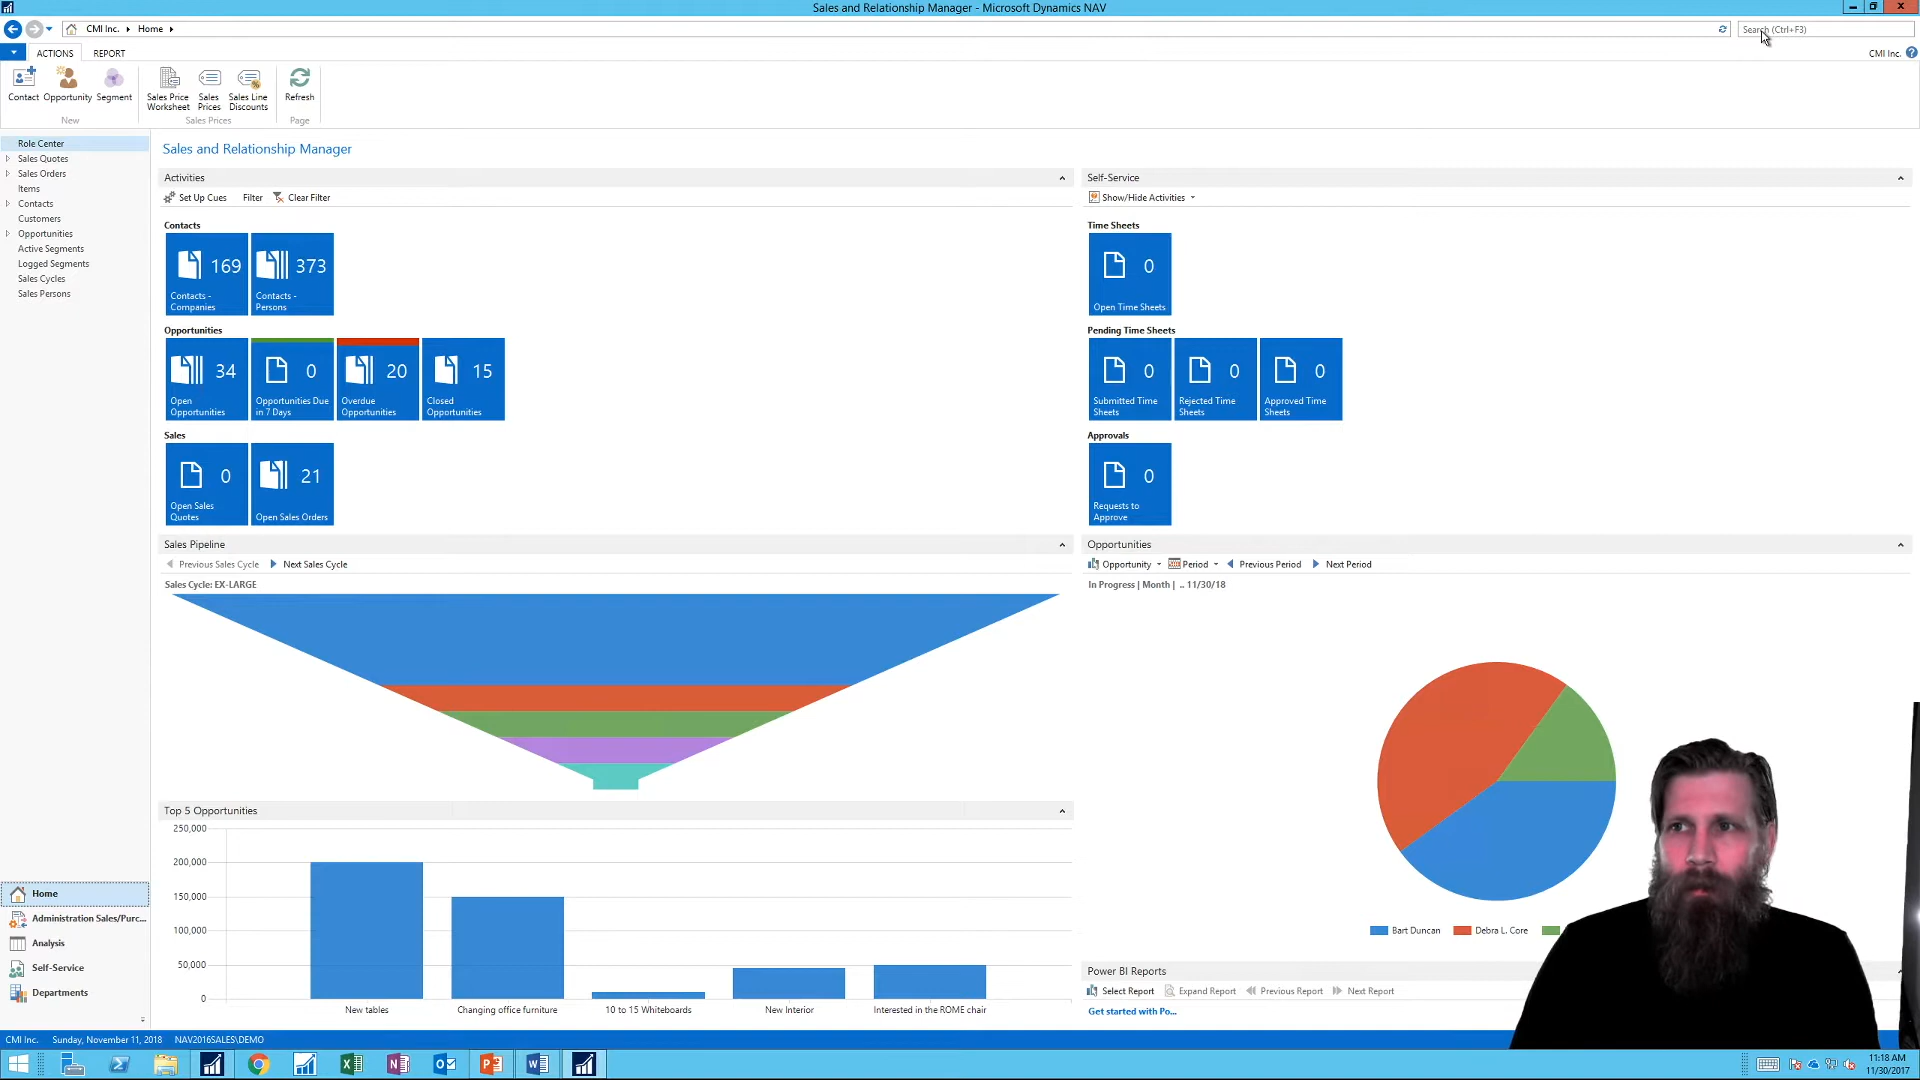 Sales and Relationship Manager - Microsoft Dynamics NAV
CMI Inc. Home
Search (Ctrl+F3)
ACTIONS REPORT
CMI Inc.
Contact Opportunity Segment
Sales Price Worksheet
Sales Prices
Sales Line Discounts
Refresh
New Sales Prices Page
Role Center
Sales Quotes
Sales Orders
Items
Contacts
Customers
Opportunities
Active Segments
Logged Segments
Sales Cycles
Sales Persons
Home
Administration Sales/Purc...
Analysis
Self-Service
Departments
Sales and Relationship Manager
Activities
Set Up Cues Filter Clear Filter
Contacts
169
Contacts -
Companies
373
Contacts -
Persons
Opportunities
34
Open
Opportunities
0
Opportunities Due
in 7 Days
20
Overdue
Opportunities
15
Closed
Opportunities
Sales
0
Open Sales
Quotes
21
Open Sales Orders
Sales Pipeline
Previous Sales Cycle Next Sales Cycle
Sales Cycle: EX-LARGE
Top 5 Opportunities
250,000
200,000
150,000
100,000
50,000
0
New tables Changing office furniture 10 to 15 Whiteboards New Interior Interested in the ROME chair
Self-Service
Show/Hide Activities
Time Sheets
0
Open Time Sheets
Pending Time Sheets
0
Submitted Time
Sheets
0
Rejected Time
Sheets
0
Approved Time
Sheets
Approvals
0
Requests to
Approve
Opportunities
Opportunity Period Previous Period Next Period
In Progress | Month | .. 11/30/18
Bart Duncan Debra L. Core
Power BI Reports
Select Report Expand Report Previous Report Next Report
Get started with Po...
CMI Inc. Sunday, November 11, 2018 NAV2016SALES\DEMO
11:18 AM
11/30/2017